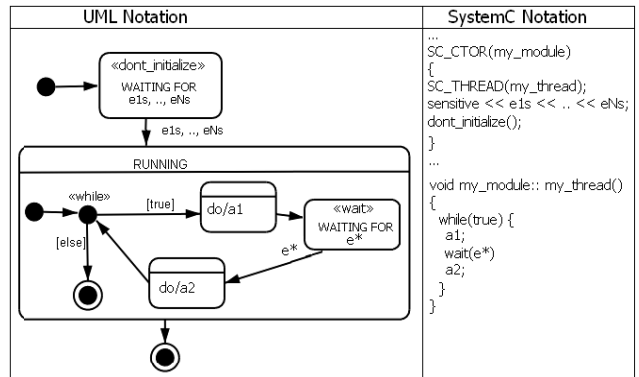 UML Notation
SystemC Notation
«dont_initialize»
WAITING FOR
e1s, .., eNs
e1s, .., eNs
RUNNING
«while»
[true]
do/a1
«wait»
WAITING FOR
e*
[else]
e*
do/a2
...
SC_CTOR(my_module)
{
SC_THREAD(my_thread);
sensitive << e1s << .. << eNs;
dont_initialize();
}
...
void my_module:: my_thread()
{
while(true) {
a1;
wait(e*)
a2;
}
}